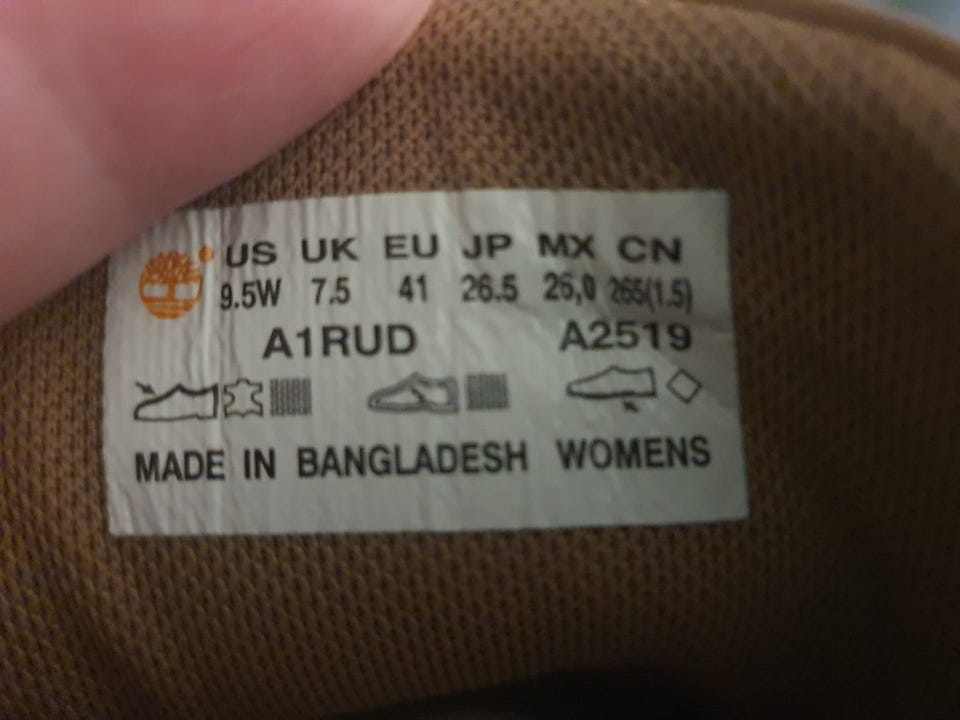 US UK EU JP MX CN
9.5W 7.5 41 26.5 26,0 265(1.5)
A1RUD A2519
MADE IN BANGLADESH WOMENS